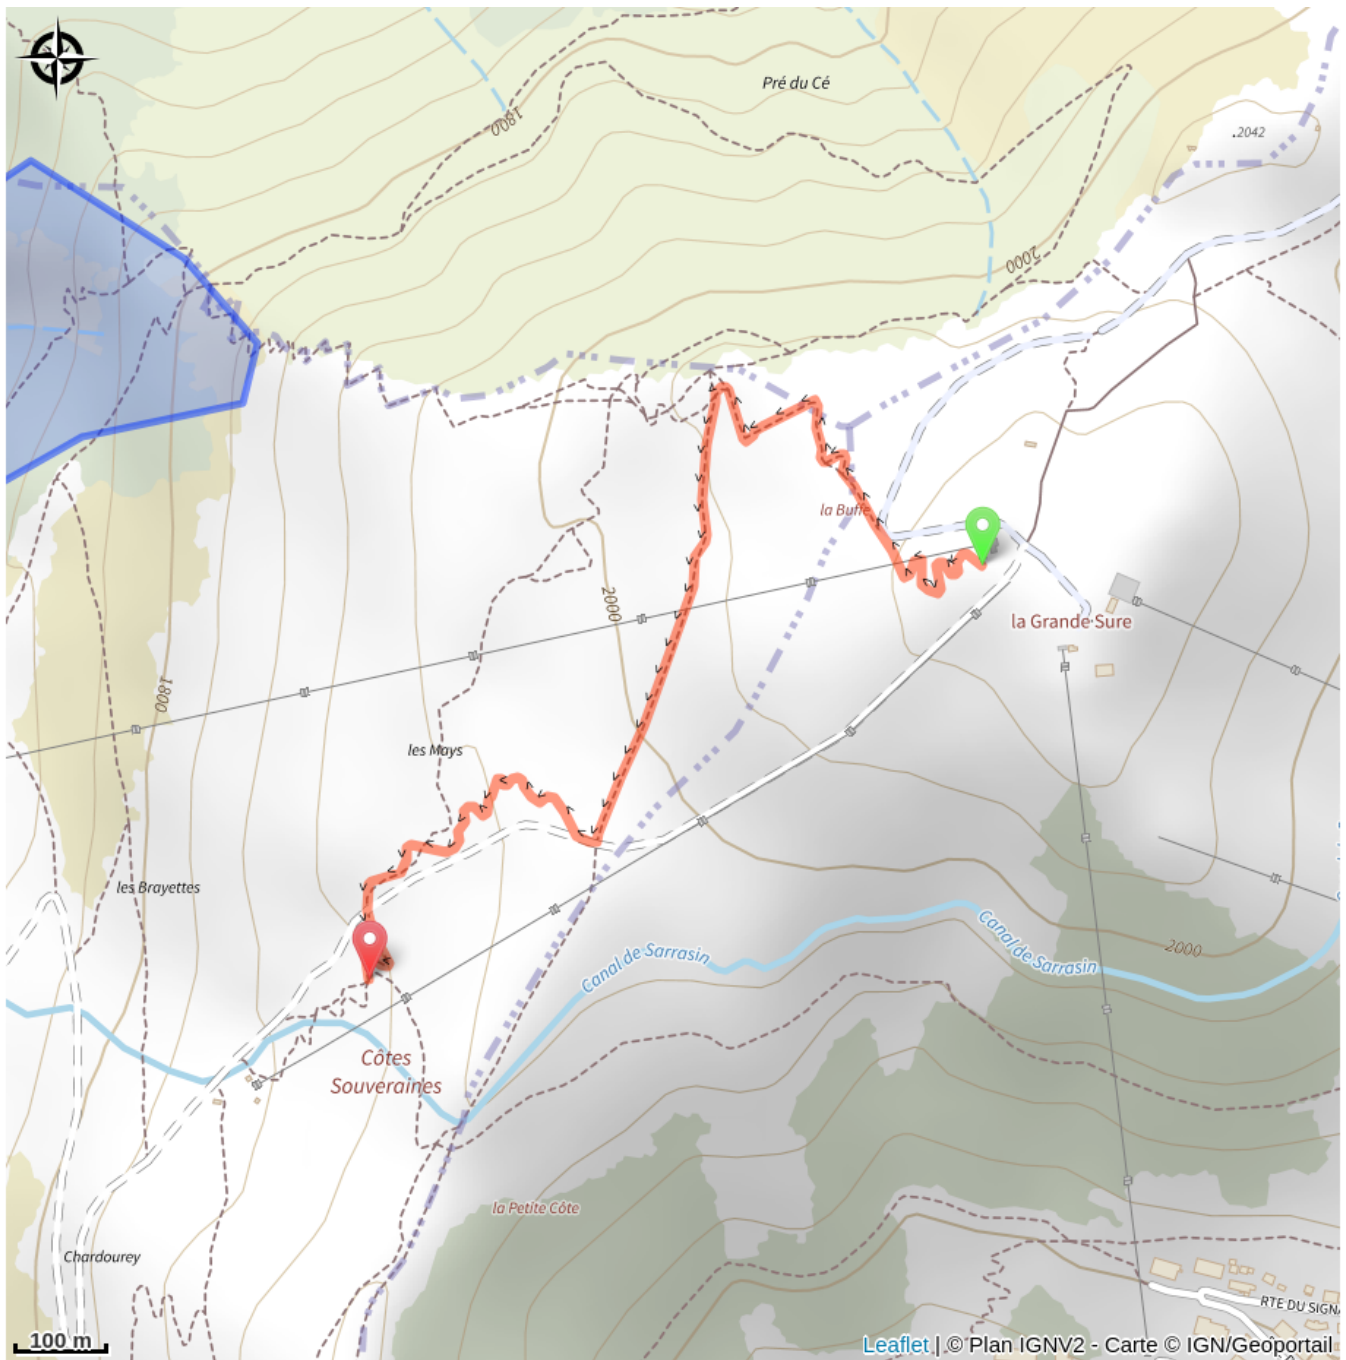 Pré du Cé
1800
.2042
2000
la Buffe
2000
la Grande Sure
1800
les Mays
les Brayettes
Canal de Sarrasin
Canal de Sarrasin
2000
Côtes
Souveraines
la Petite Côte
Chardourey
RTE DU SIGNA
100 m
Leaflet | © Plan IGNV2 - Carte © IGN/Geoportail